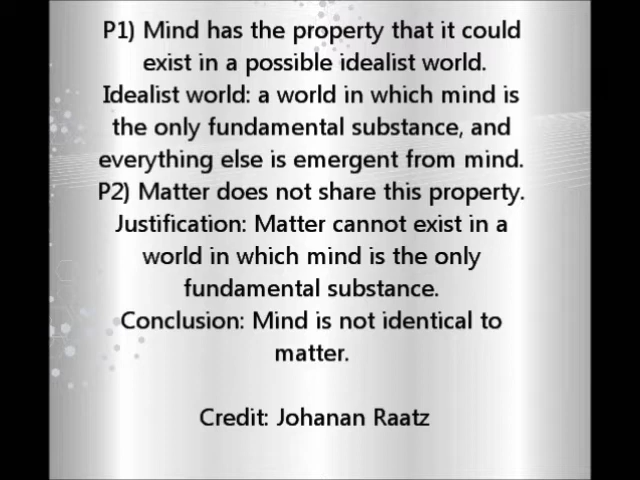 P1) Mind has the property that it could
exist in a possible idealist world.
Idealist world: a world in which mind is
the only fundamental substance, and
everything else is emergent from mind.
P2) Matter does not share this property.
Justification: Matter cannot exist in a
world in which mind is the only
fundamental substance.
Conclusion: Mind is not identical to
matter.
Credit: Johanan Raatz